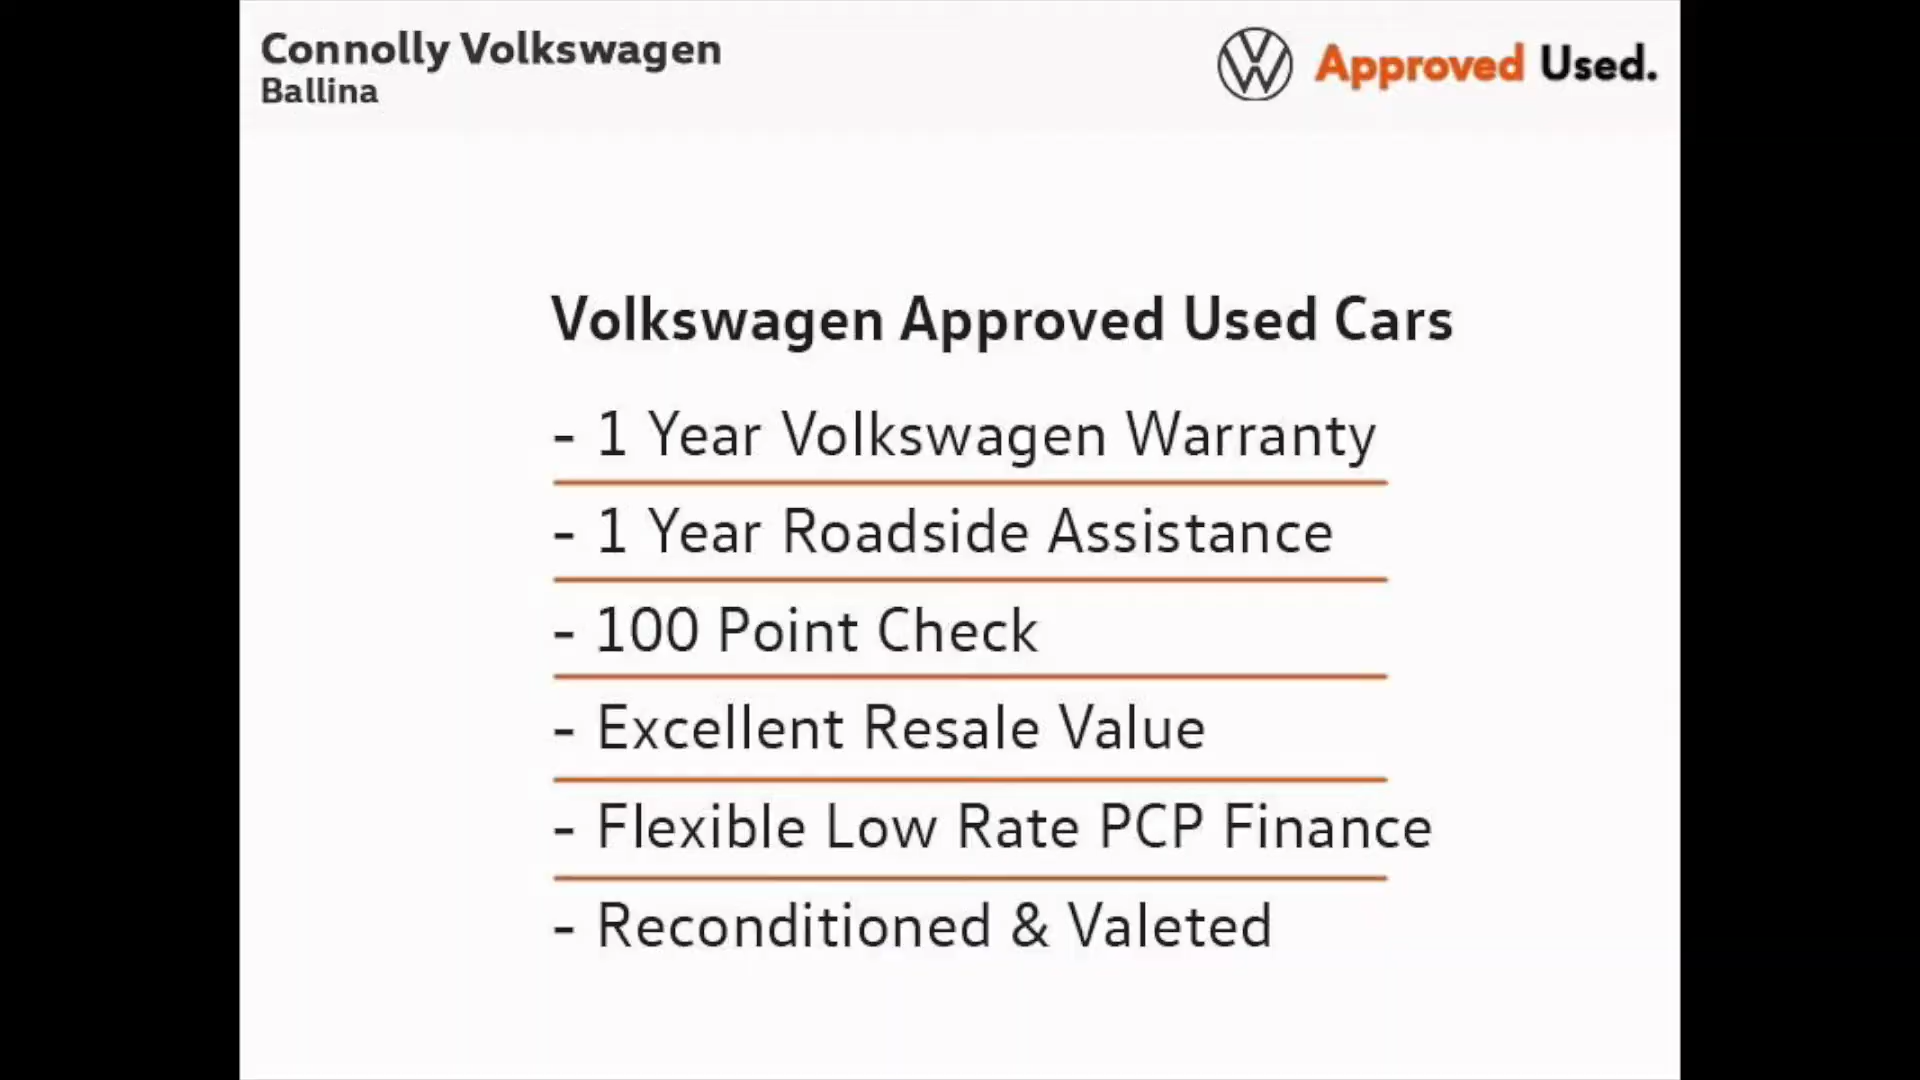 Connolly Volkswagen
Ballina
Approved Used.
Volkswagen Approved Used Cars
- 1 Year Volkswagen Warranty
- 1 Year Roadside Assistance
- 100 Point Check
- Excellent Resale Value
- Flexible Low Rate PCP Finance
- Reconditioned & Valeted